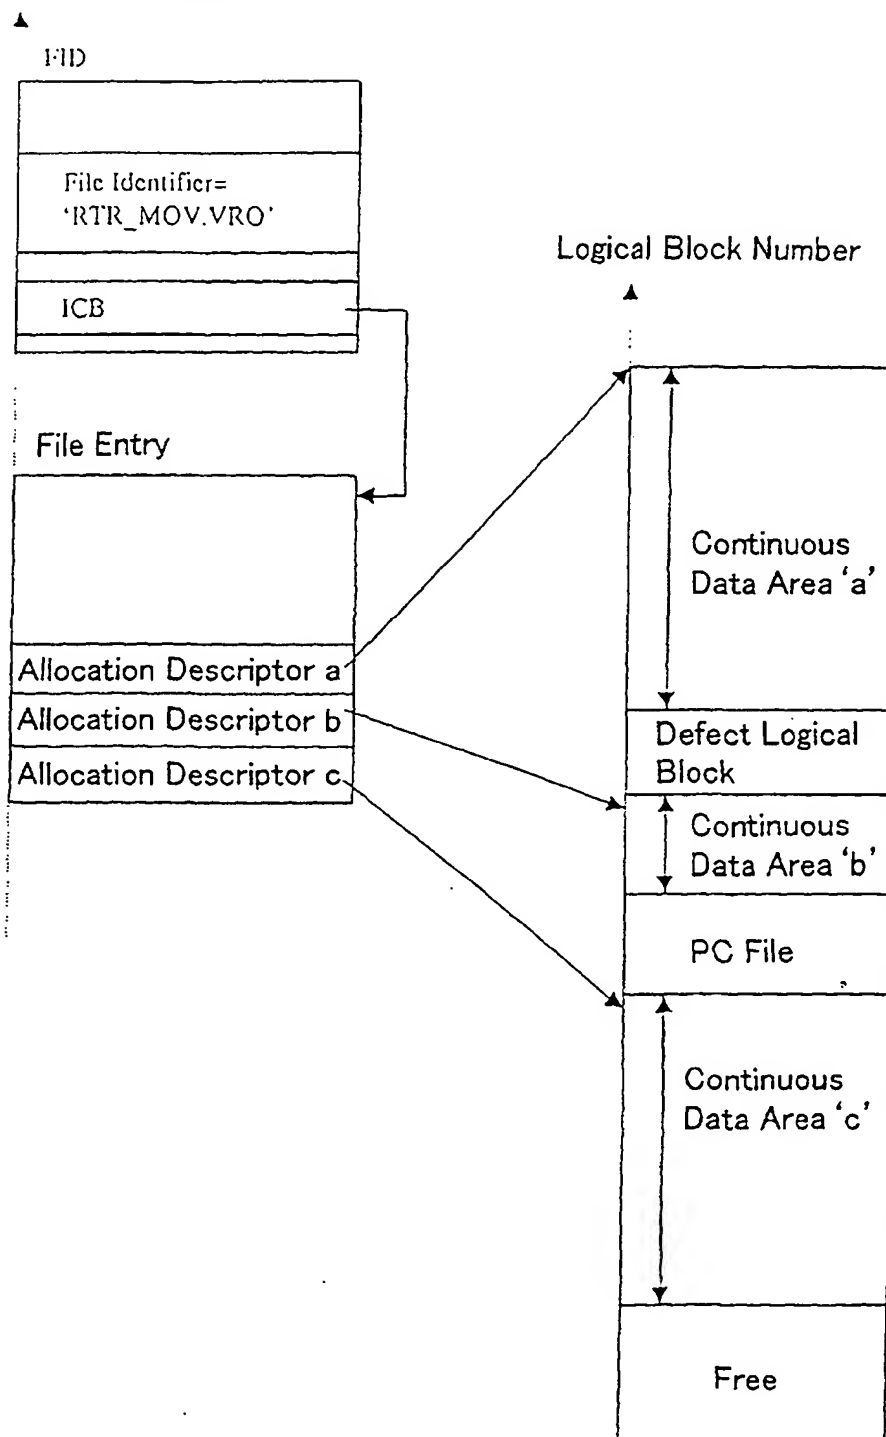 FID
File Identifier=
‘RTR_MOV.VRO’
ICB
File Entry
Allocation Descriptor a
Allocation Descriptor b
Allocation Descriptor c
Logical Block Number
Continuous
Data Area ‘a’
Defect Logical
Block
Continuous
Data Area ‘b’
PC File
Continuous
Data Area ‘c’
Free